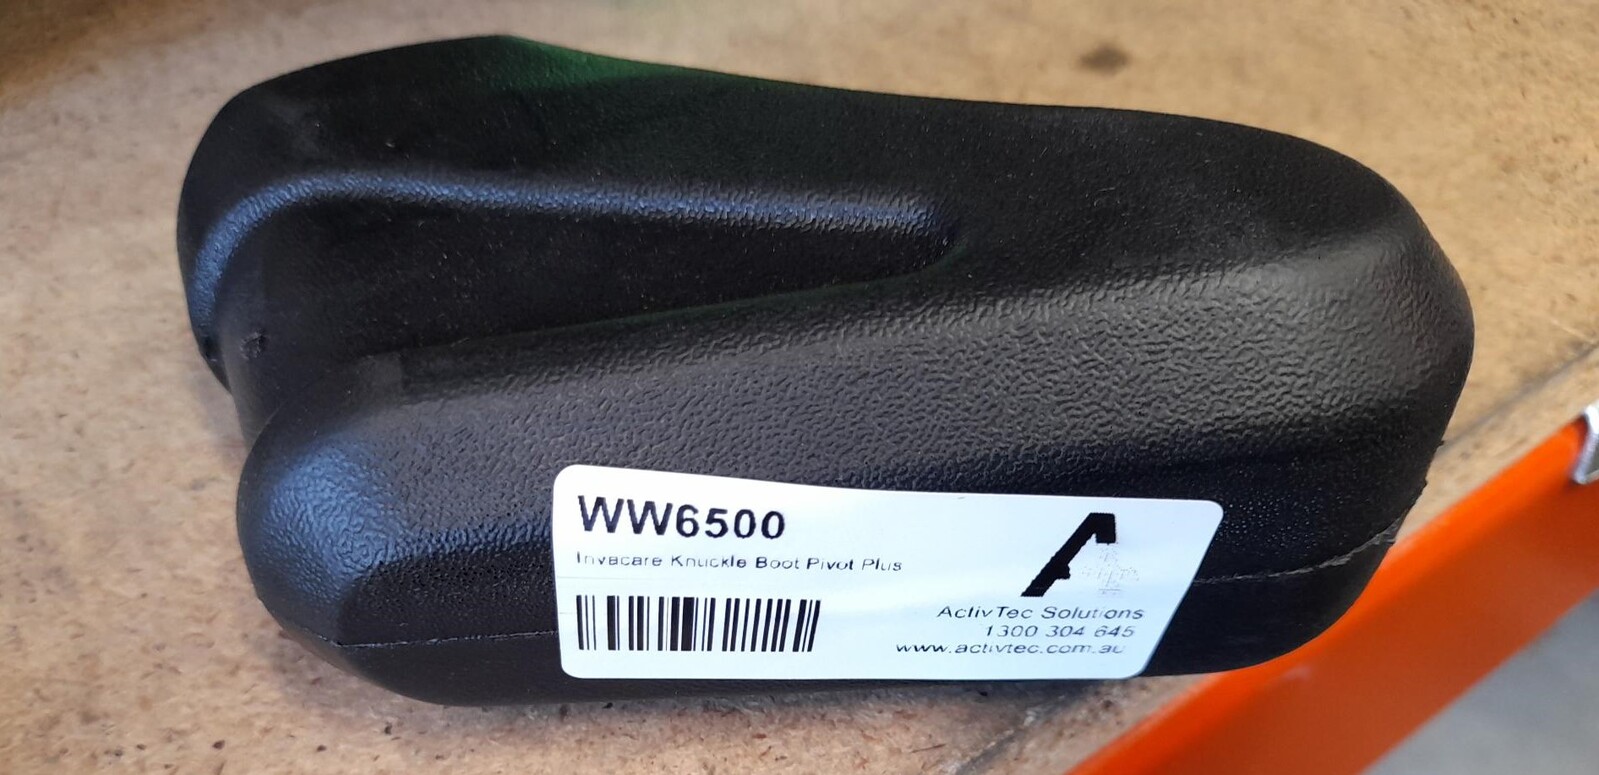 WW6500
Invacare Knuckle Boot Pivot Plus
ActivTec Solutions
1300 304 645
www.activtec.com.au